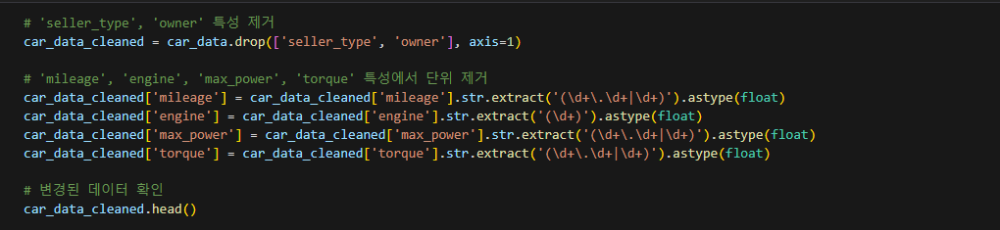 # 'seller_type', 'owner' 특성 제거
car_data_cleaned = car_data.drop(['seller_type', 'owner'], axis=1)
# 'mileage', 'engine', 'max_power', 'torque' 특성에서 단위 제거
car_data_cleaned['mileage'] = car_data_cleaned['mileage'].str.extract('(\d+\.\d+|\d+)').astype(float)
car_data_cleaned['engine'] = car_data_cleaned['engine'].str.extract('(\d+)').astype(float)
car_data_cleaned['max_power'] = car_data_cleaned['max_power'].str.extract('(\d+\.\d+|\d+)').astype(float)
car_data_cleaned['torque'] = car_data_cleaned['torque'].str.extract('(\d+\.\d+|\d+)').astype(float)
# 변경된 데이터 확인
car_data_cleaned.head()